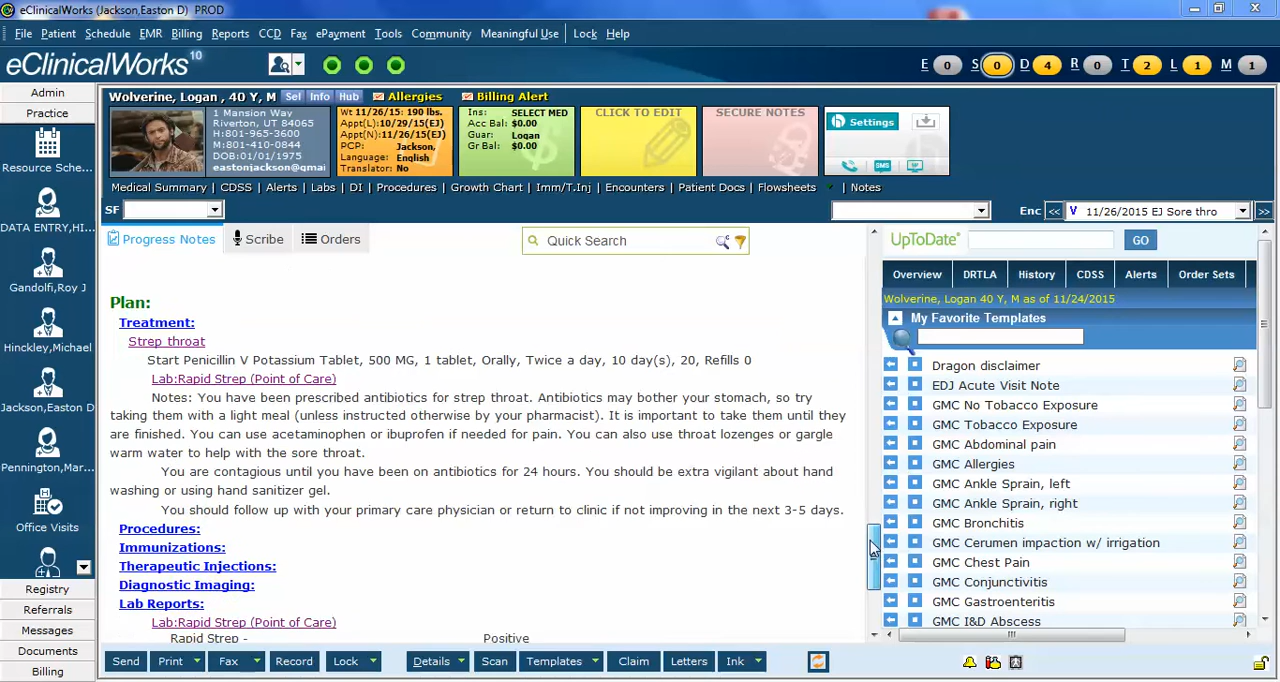 eClinicalWorks (Jackson,Easton D) PROD
File Patient Schedule EMR Billing Reports CCD Fax ePayment Tools Community Meaningful Use Lock Help
eClinicalWorks 10
E 0 S 0 D 4 R 0 T 2 L 1 M 1
Admin
Practice
Resource Sche...
DATA ENTRY,HI...
Gandolfi,Roy J
Hinckley,Michael
Jackson,Easton D
Pennington,Mar...
Office Visits
Registry
Referrals
Messages
Documents
Billing
Wolverine, Logan , 40 Y, M Sel Info Hub Allergies Billing Alert
1 Mansion Way
Riverton, UT 84065
H:801-965-3600
M:801-410-0844
DOB:01/01/1975
eastonjackson@gmai
Wt 11/26/15: 190 lbs.
Appt(L):10/29/15(EJ)
Appt(N):11/26/15(EJ)
PCP: Jackson,
Language: English
Translator: No
Ins: SELECT MED
Acc Bal: $0.00
Guar: Logan
Gr Bal: $0.00
CLICK TO EDIT
SECURE NOTES
h Settings
SMS
Medical Summary | CDSS | Alerts | Labs | DI | Procedures | Growth Chart | Imm/T.Inj | Encounters | Patient Docs | Flowsheets | Notes
SF Enc << V 11/26/2015 EJ Sore thro >>
Progress Notes Scribe Orders Quick Search
Plan:
Treatment:
Strep throat
Start Penicillin V Potassium Tablet, 500 MG, 1 tablet, Orally, Twice a day, 10 day(s), 20, Refills 0
Lab:Rapid Strep (Point of Care)
Notes: You have been prescribed antibiotics for strep throat. Antibiotics may bother your stomach, so try
taking them with a light meal (unless instructed otherwise by your pharmacist). It is important to take them until they
are finished. You can use acetaminophen or ibuprofen if needed for pain. You can also use throat lozenges or gargle
warm water to help with the sore throat.
You are contagious until you have been on antibiotics for 24 hours. You should be extra vigilant about hand
washing or using hand sanitizer gel.
You should follow up with your primary care physician or return to clinic if not improving in the next 3-5 days.
Procedures:
Immunizations:
Therapeutic Injections:
Diagnostic Imaging:
Lab Reports:
Lab:Rapid Strep (Point of Care)
Rapid Strep - Positive
UpToDate GO
Overview DRTLA History CDSS Alerts Order Sets
Wolverine, Logan 40 Y, M as of 11/24/2015
My Favorite Templates
Dragon disclaimer
EDJ Acute Visit Note
GMC No Tobacco Exposure
GMC Tobacco Exposure
GMC Abdominal pain
GMC Allergies
GMC Ankle Sprain, left
GMC Ankle Sprain, right
GMC Bronchitis
GMC Cerumen impaction w/ irrigation
GMC Chest Pain
GMC Conjunctivitis
GMC Gastroenteritis
GMC I&D Abscess
Send Print Fax Record Lock Details Scan Templates Claim Letters Ink